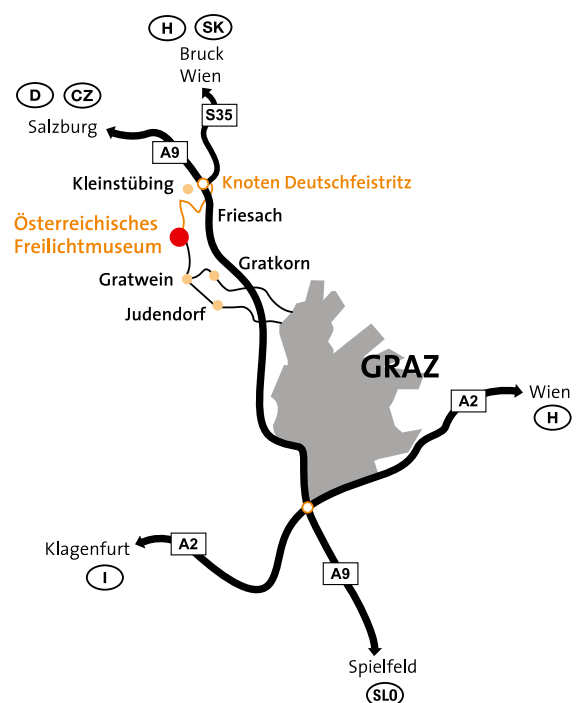 H SK
Bruck
Wien
D CZ
Salzburg
S35
A9
Kleinstübing
Knoten Deutschfeistritz
Friesach
Österreichisches
Freilichtmuseum
Gratkorn
Gratwein
Judendorf
GRAZ
A2
Wien
H
A2
Klagenfurt
I
A9
Spielfeld
SLO